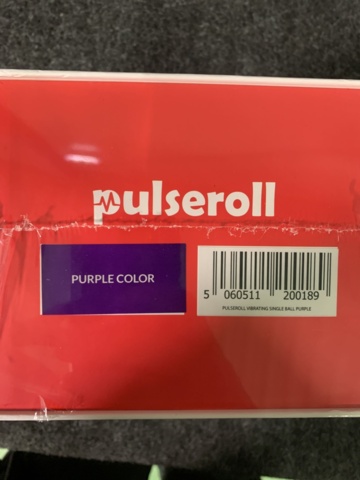 pulseroll
PURPLE COLOR
5 060511 200189
PULSEROLL VIBRATING SINGLE BALL PURPLE